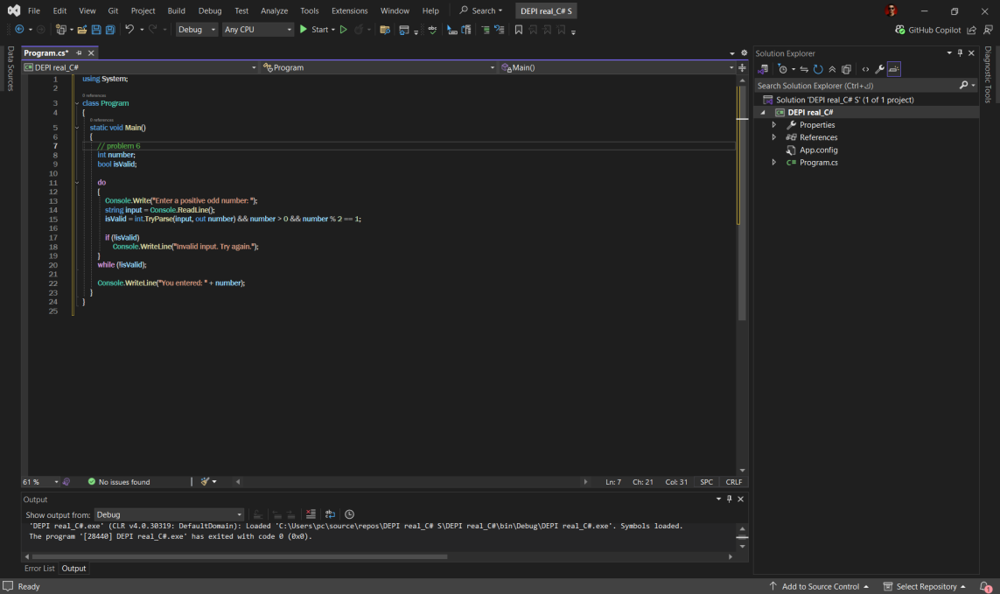 File Edit View Git Project Build Debug Test Analyze Tools Extensions Window Help Search DEPI real_C# S
Debug Any CPU Start GitHub Copilot
Data Sources
Program.cs*
DEPI real_C# Program Main()
1 using System;
2
0 references
3 class Program
4 {
0 references
5 static void Main()
6 {
7 // problem 6
8 int number;
9 bool isValid;
10
11 do
12 {
13 Console.Write("Enter a positive odd number: ");
14 string input = Console.ReadLine();
15 isValid = int.TryParse(input, out number) && number > 0 && number % 2 == 1;
16
17 if (!isValid)
18 Console.WriteLine("Invalid input. Try again.");
19 }
20 while (!isValid);
21
22 Console.WriteLine("You entered: " + number);
23 }
24 }
25
61 % No issues found Ln: 7 Ch: 21 Col: 31 SPC CRLF
Output
Show output from: Debug
'DEPI real_C#.exe' (CLR v4.0.30319: DefaultDomain): Loaded 'C:\Users\pc\source\repos\DEPI real_C# S\DEPI real_C#\bin\Debug\DEPI real_C#.exe'. Symbols loaded.
The program '[28440] DEPI real_C#.exe' has exited with code 0 (0x0).
Error List Output
Solution Explorer
Search Solution Explorer (Ctrl+د)
Solution 'DEPI real_C# S' (1 of 1 project)
DEPI real_C#
Properties
References
App.config
C# Program.cs
Diagnostic Tools
Ready Add to Source Control Select Repository 1